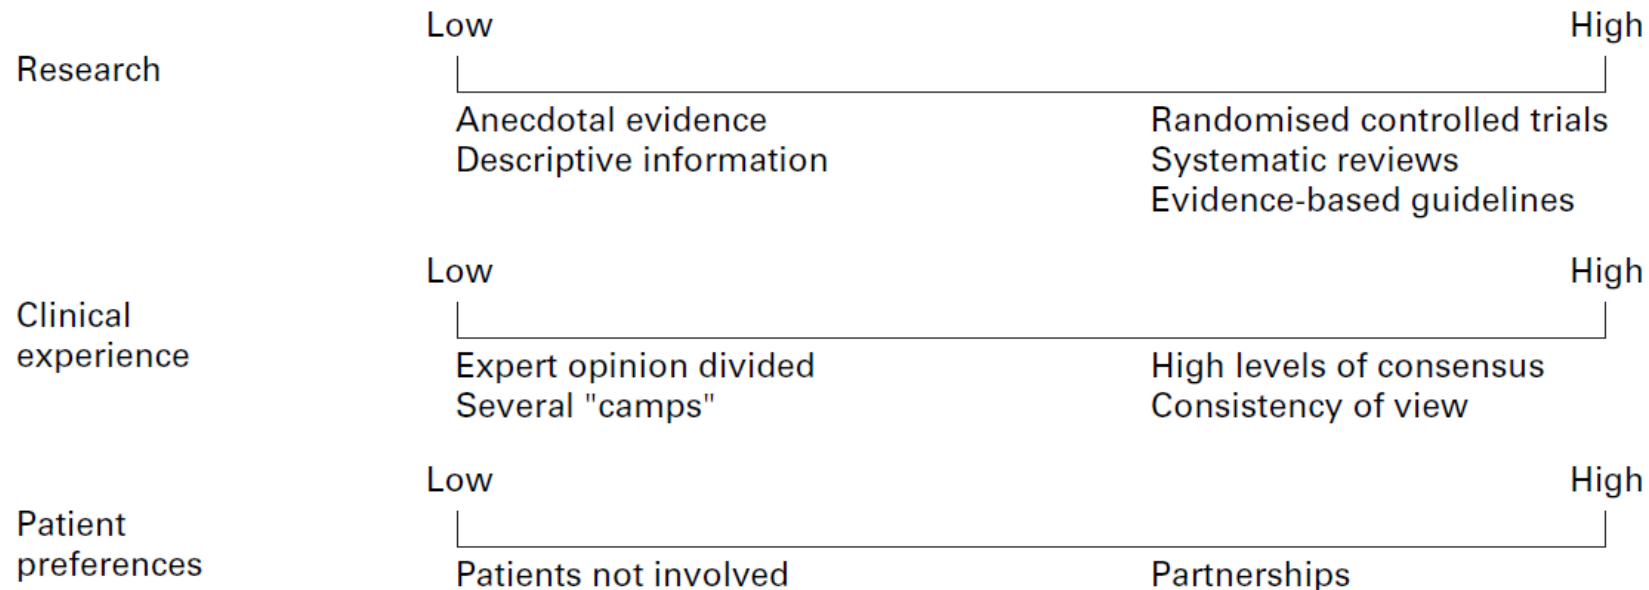 Low High
Research
Anecdotal evidence Randomised controlled trials
Descriptive information Systematic reviews
Evidence-based guidelines
Low High
Clinical
experience
Expert opinion divided High levels of consensus
Several "camps" Consistency of view
Low High
Patient
preferences
Patients not involved Partnerships